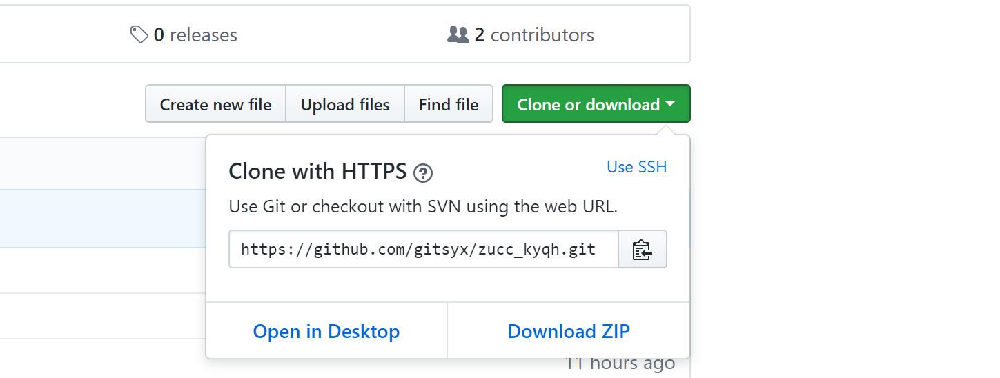 0 releases 2 contributors
Create new file Upload files Find file Clone or download
Clone with HTTPS ? Use SSH
Use Git or checkout with SVN using the web URL.
https://github.com/gitsyx/zucc_kyqh.git
Open in Desktop Download ZIP
11 hours ago